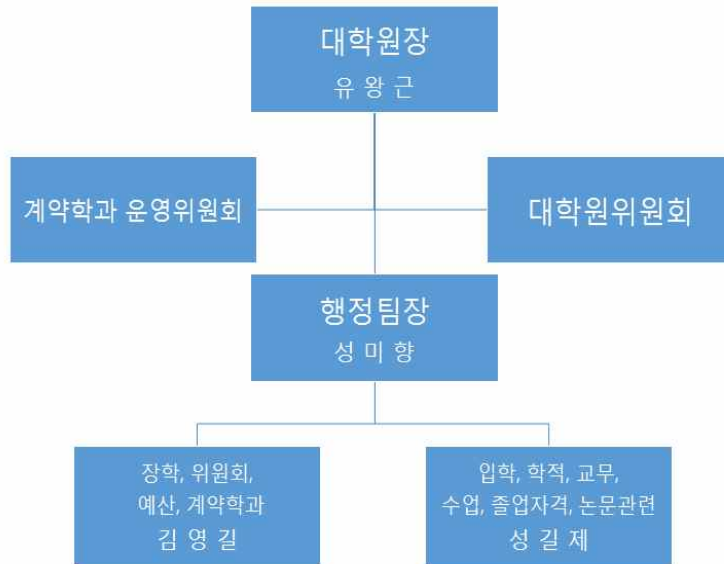 대학원장
유 왕 근
계약학과 운영위원회
대학원위원회
행정팀장
성 미 향
장학, 위원회,
예산, 계약학과
김 영 길
입학, 학적, 교무,
수업, 졸업자격, 논문관련
성 길 제